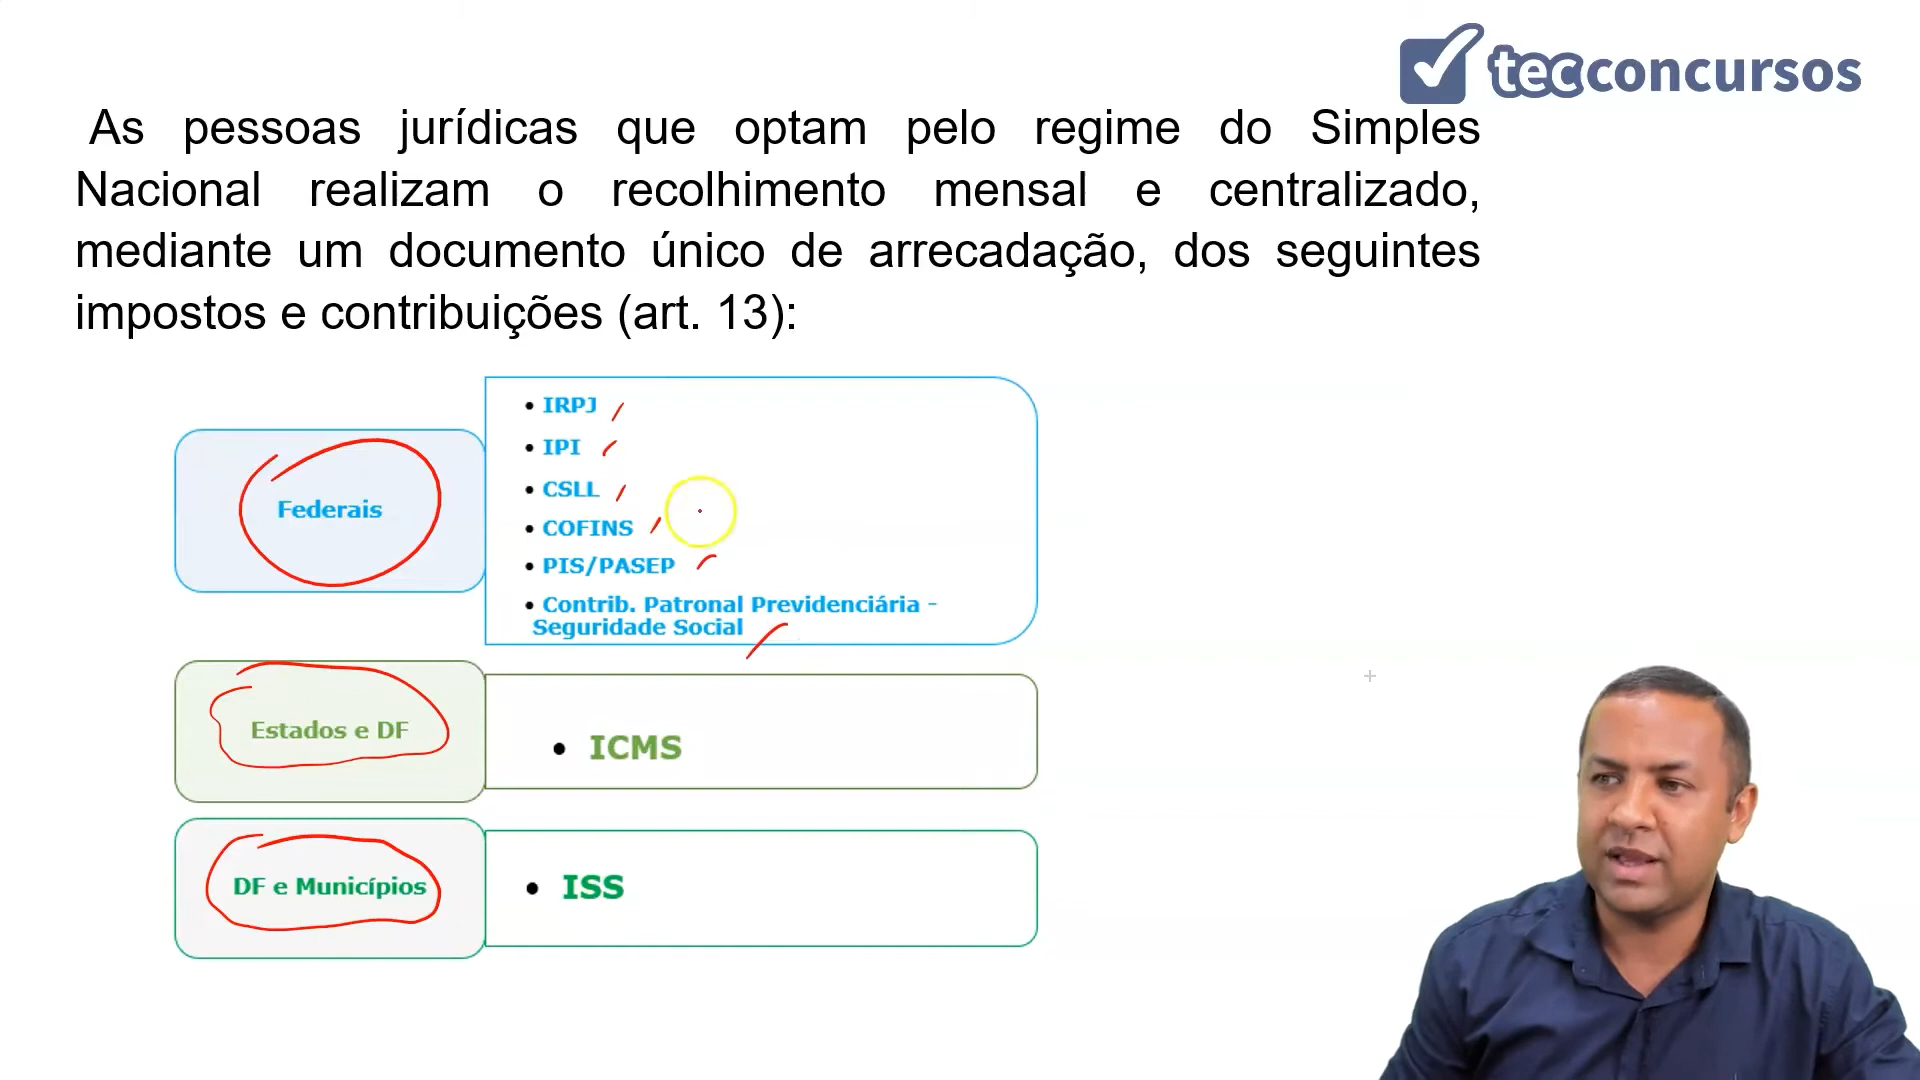 tecconcursos
As pessoas jurídicas que optam pelo regime do Simples
Nacional realizam o recolhimento mensal e centralizado,
mediante um documento único de arrecadação, dos seguintes
impostos e contribuições (art. 13):
Federais
• IRPJ
• IPI
• CSLL
• COFINS
• PIS/PASEP
• Contrib. Patronal Previdenciária -
Seguridade Social
Estados e DF
• ICMS
DF e Municípios
• ISS